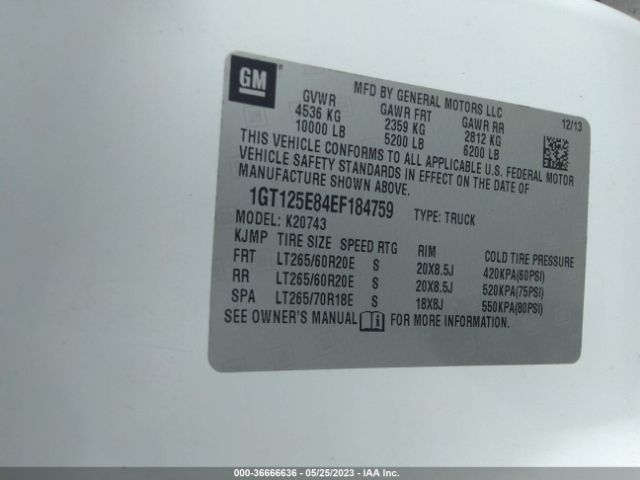 GM
MFD BY GENERAL MOTORS LLC
12/13
GVWR GAWR FRT GAWR RR
4536 KG 2359 KG 2812 KG
10000 LB 5200 LB 6200 LB
THIS VEHICLE CONFORMS TO ALL APPLICABLE U.S. FEDERAL MOTOR
VEHICLE SAFETY STANDARDS IN EFFECT ON THE DATE OF
MANUFACTURE SHOWN ABOVE.
1GT125E84EF184759 TYPE: TRUCK
MODEL: K20743
KJMP TIRE SIZE SPEED RTG RIM COLD TIRE PRESSURE
FRT LT265/60R20E S 20X8.5J 420KPA(60PSI)
RR LT265/60R20E S 20X8.5J 520KPA(75PSI)
SPA LT265/70R18E S 18X8J 550KPA(80PSI)
SEE OWNER'S MANUAL FOR MORE INFORMATION.
000-36666636 - 05/25/2023 - IAA Inc.